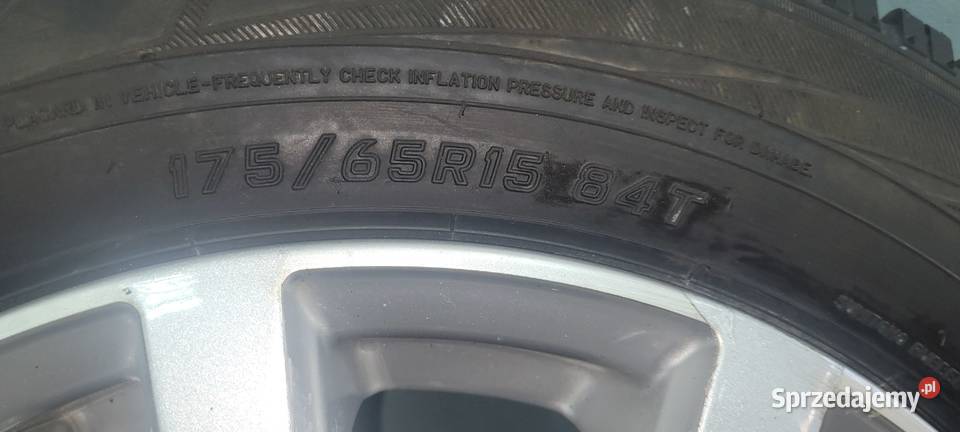 PLACARD IN VEHICLE-FREQUENTLY CHECK INFLATION PRESSURE AND INSPECT FOR DAMAGE.
175/65R15 84T
Sprzedajemy.pl